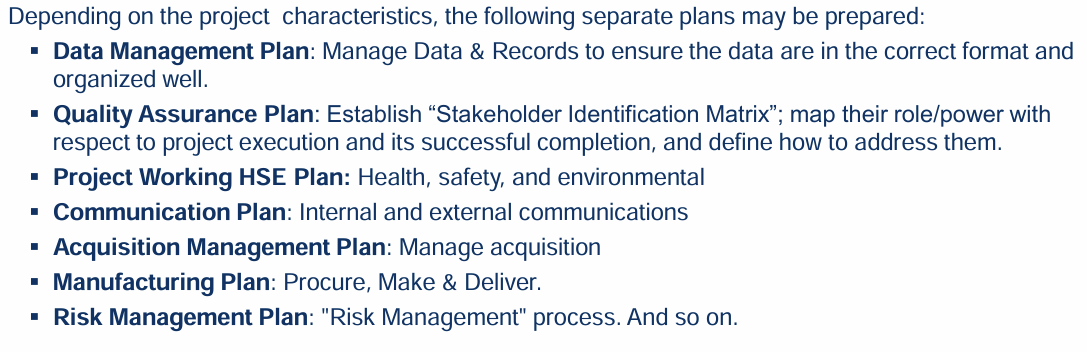 Depending on the project  characteristics, the following separate plans may be prepared:
▪ Data Management Plan: Manage Data & Records to ensure the data are in the correct format and
organized well.
▪ Quality Assurance Plan: Establish “Stakeholder Identification Matrix”; map their role/power with
respect to project execution and its successful completion, and define how to address them.
▪ Project Working HSE Plan: Health, safety, and environmental
▪ Communication Plan: Internal and external communications
▪ Acquisition Management Plan: Manage acquisition
▪ Manufacturing Plan: Procure, Make & Deliver.
▪ Risk Management Plan: "Risk Management" process. And so on.